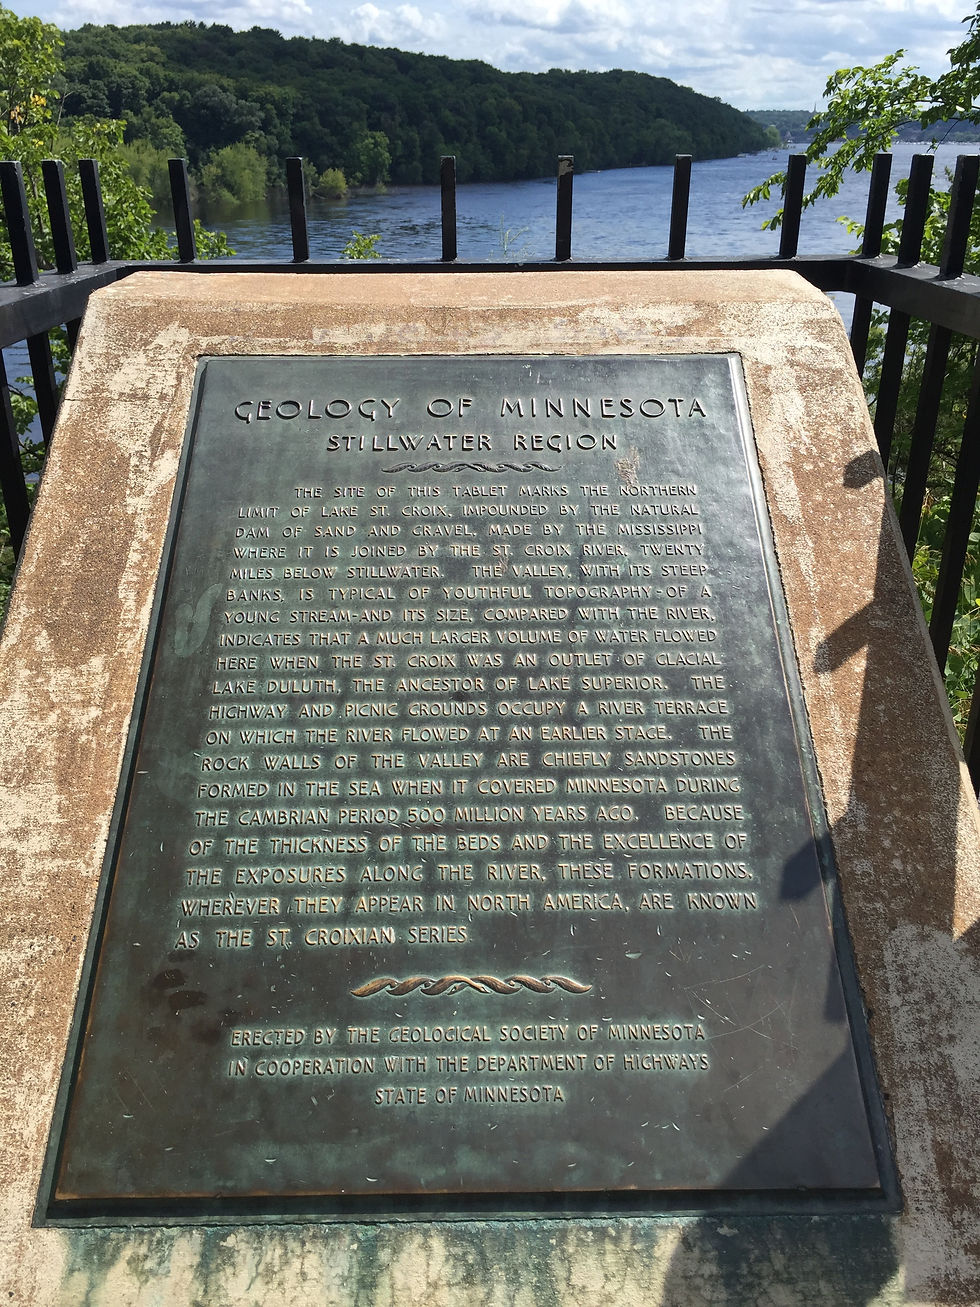 GEOLOGY OF MINNESOTA
STILLWATER REGION
THE SITE OF THIS TABLET MARKS THE NORTHERN
LIMIT OF LAKE ST. CROIX, IMPOUNDED BY THE NATURAL
DAM OF SAND AND GRAVEL, MADE BY THE MISSISSIPPI
WHERE IT IS JOINED BY THE ST. CROIX RIVER, TWENTY
MILES BELOW STILLWATER. THE VALLEY, WITH ITS STEEP
BANKS, IS TYPICAL OF YOUTHFUL TOPOGRAPHY-OF A
YOUNG STREAM-AND ITS SIZE, COMPARED WITH THE RIVER,
INDICATES THAT A MUCH LARGER VOLUME OF WATER FLOWED
HERE WHEN THE ST. CROIX WAS AN OUTLET OF GLACIAL
LAKE DULUTH, THE ANCESTOR OF LAKE SUPERIOR. THE
HIGHWAY AND PICNIC GROUNDS OCCUPY A RIVER TERRACE
ON WHICH THE RIVER FLOWED AT AN EARLIER STAGE. THE
ROCK WALLS OF THE VALLEY ARE CHIEFLY SANDSTONES
FORMED IN THE SEA WHEN IT COVERED MINNESOTA DURING
THE CAMBRIAN PERIOD 500 MILLION YEARS AGO. BECAUSE
OF THE THICKNESS OF THE BEDS AND THE EXCELLENCE OF
THE EXPOSURES ALONG THE RIVER, THESE FORMATIONS,
WHEREVER THEY APPEAR IN NORTH AMERICA, ARE KNOWN
AS THE ST. CROIXIAN SERIES.
ERECTED BY THE GEOLOGICAL SOCIETY OF MINNESOTA
IN COOPERATION WITH THE DEPARTMENT OF HIGHWAYS
STATE OF MINNESOTA